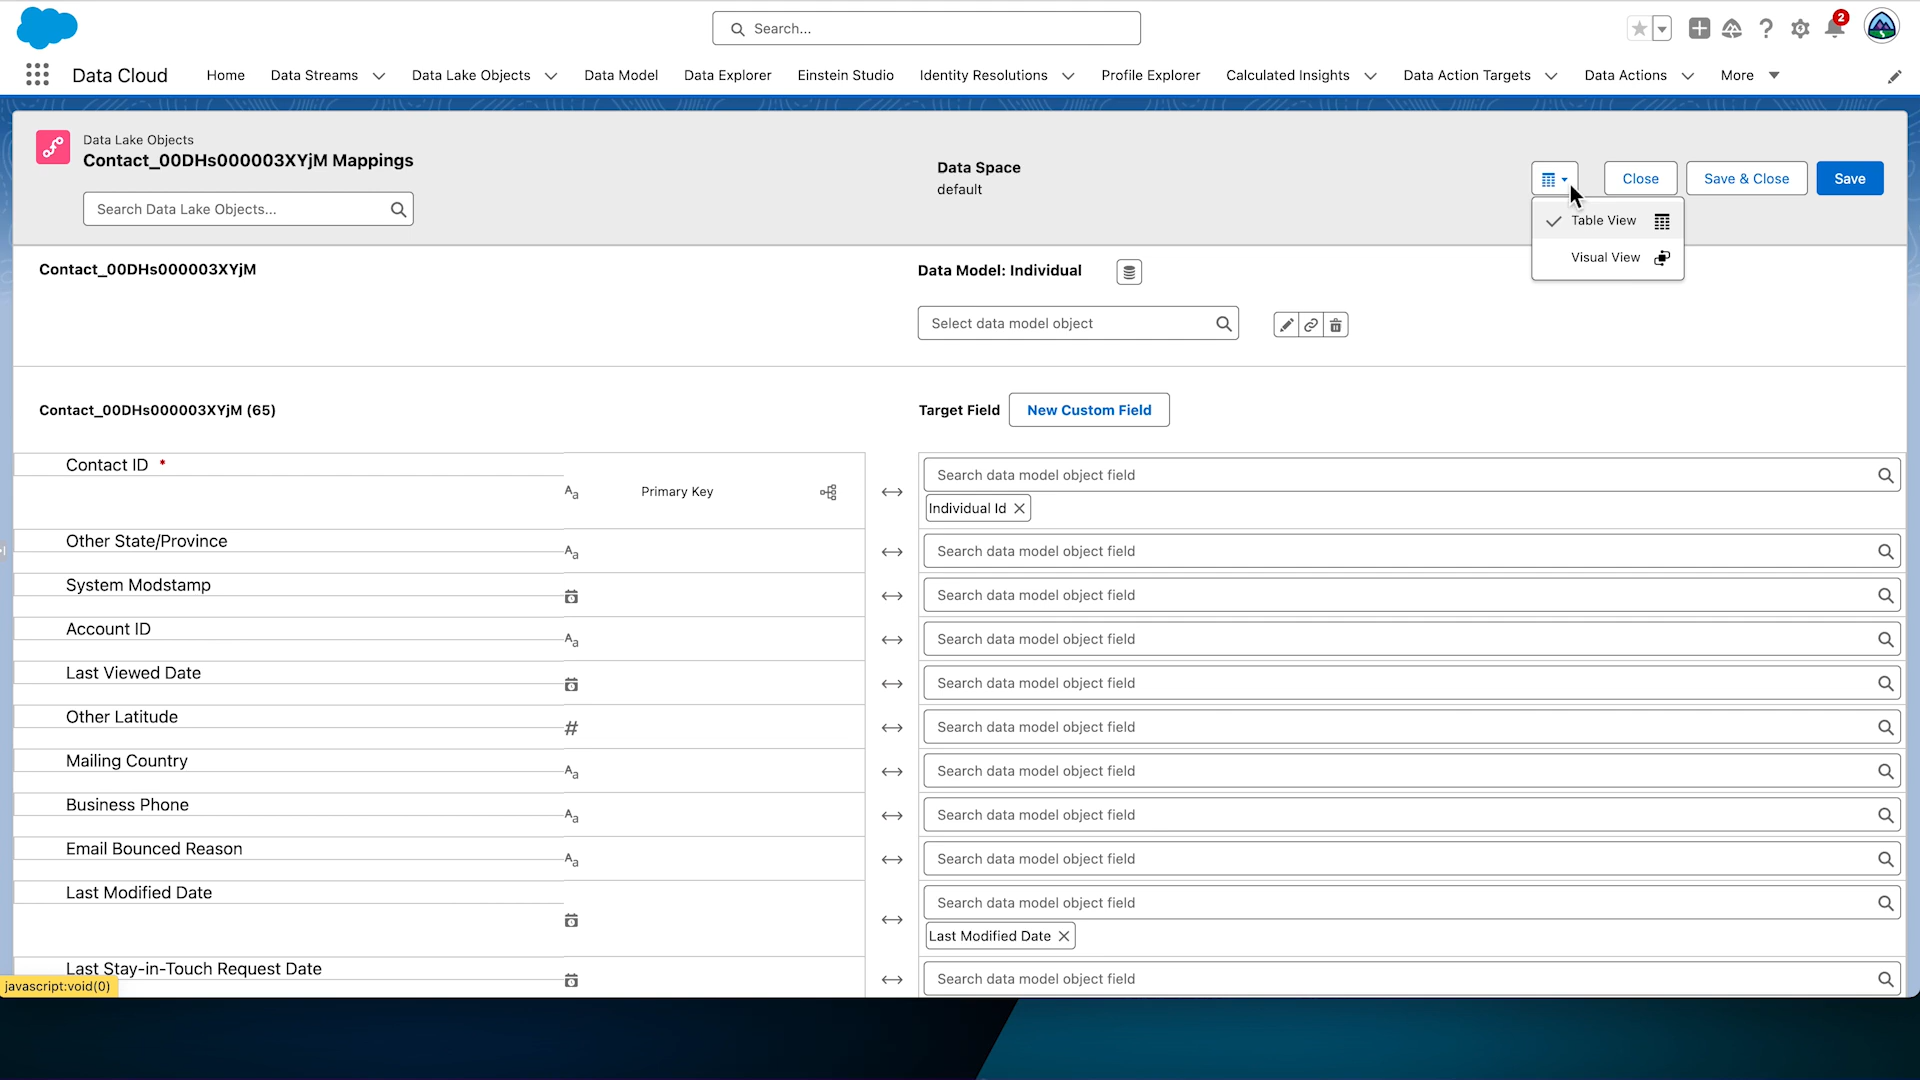 Search...
2
Data Cloud
Home
Data Streams
Data Lake Objects
Data Model
Data Explorer
Einstein Studio
Identity Resolutions
Profile Explorer
Calculated Insights
Data Action Targets
Data Actions
More
Data Lake Objects
Contact_00DHs000003XYjM Mappings
Search Data Lake Objects...
Data Space
default
Close
Save & Close
Save
Table View
Visual View
Contact_00DHs000003XYjM
Data Model: Individual
Select data model object
Contact_00DHs000003XYjM (65)
Target Field
New Custom Field
Contact ID *
Aa
Primary Key
Search data model object field
Individual Id
Other State/Province
Aa
Search data model object field
System Modstamp
Search data model object field
Account ID
Aa
Search data model object field
Last Viewed Date
Search data model object field
Other Latitude
#
Search data model object field
Mailing Country
Aa
Search data model object field
Business Phone
Aa
Search data model object field
Email Bounced Reason
Aa
Search data model object field
Last Modified Date
Search data model object field
Last Modified Date
Last Stay-in-Touch Request Date
Search data model object field
javascript:void(0)